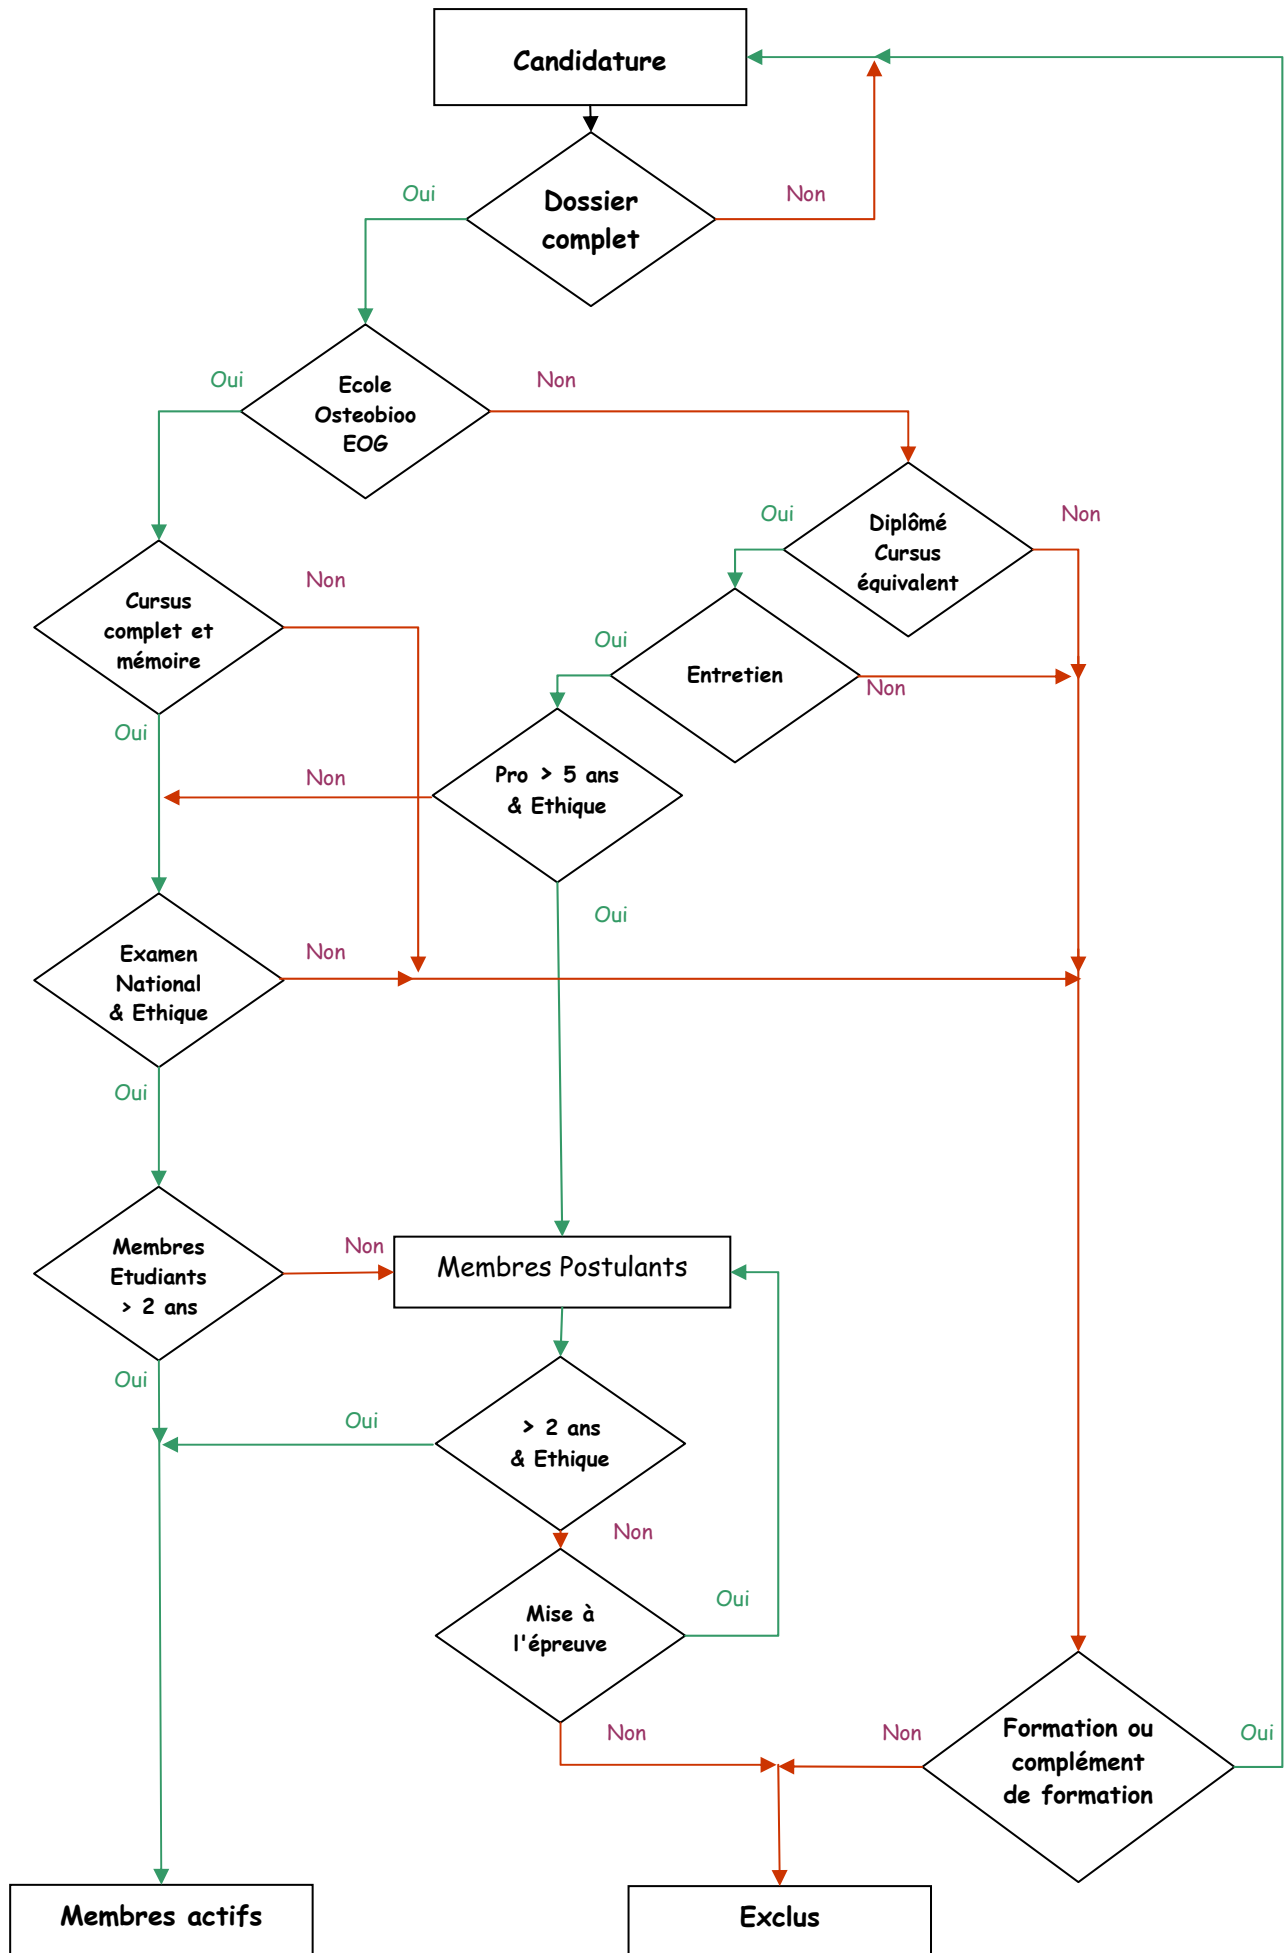 Candidature
Oui
Non
Dossier
complet
Oui
Non
Ecole
Osteobioo
EOG
Oui
Non
Diplômé
Cursus
équivalent
Non
Cursus
complet et
mémoire
Oui
Entretien
Non
Oui
Non
Pro > 5 ans
& Ethique
Oui
Non
Examen
National
& Ethique
Oui
Non
Membres
Etudiants
> 2 ans
Membres Postulants
Oui
Oui
> 2 ans
& Ethique
Non
Oui
Mise à
l'épreuve
Non
Non
Formation ou
complément
de formation
Oui
Membres actifs
Exclus